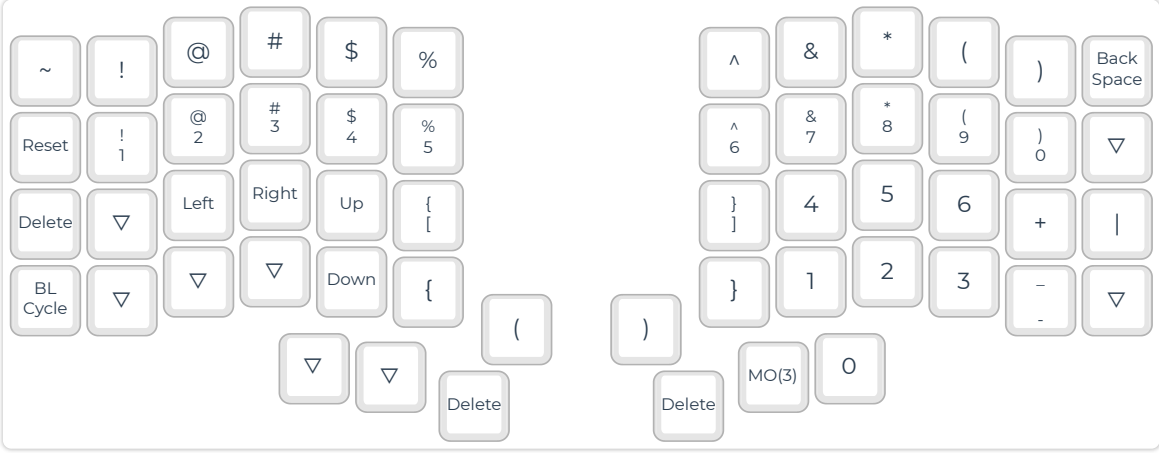 ~ ! @ # $ % ^ & * ( ) Back
Space
Reset ! @ # $ % ^ & * ( ) ▽
1 2 3 4 5 6 7 8 9 0
Delete ▽ Left Right Up { } 4 5 6 + |
[ ]
BL
Cycle ▽ ▽ ▽ Down { } 1 2 3 _ ▽
-
( )
▽ ▽ MO(3) 0
Delete Delete